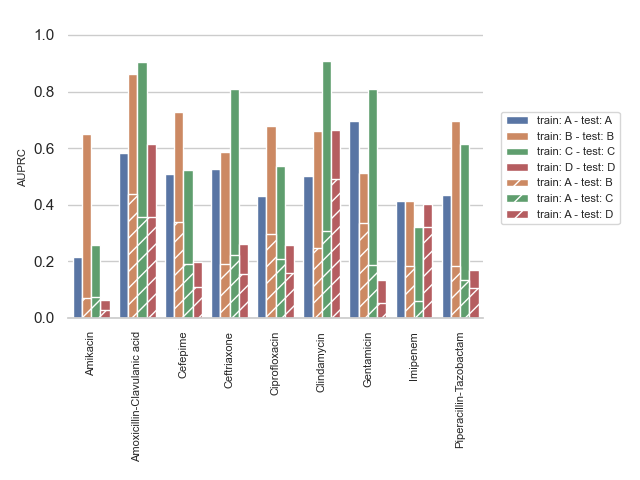 1.0
0.8
0.6
0.4
0.2
0.0
AUPRC
Amikacin
Amoxicillin-Clavulanic acid
Cefepime
Ceftriaxone
Ciprofloxacin
Clindamycin
Gentamicin
Imipenem
Piperacillin-Tazobactam
train: A - test: A
train: B - test: B
train: C - test: C
train: D - test: D
train: A - test: B
train: A - test: C
train: A - test: D